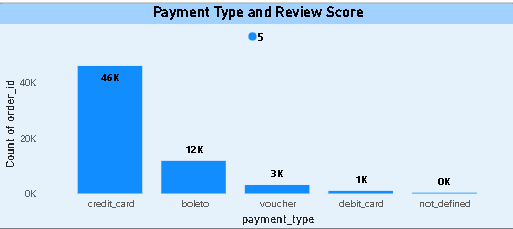 Payment Type and Review Score
5
Count of order_id
40K
20K
0K
46K
12K
3K
1K
0K
credit_card boleto voucher debit_card not_defined
payment_type